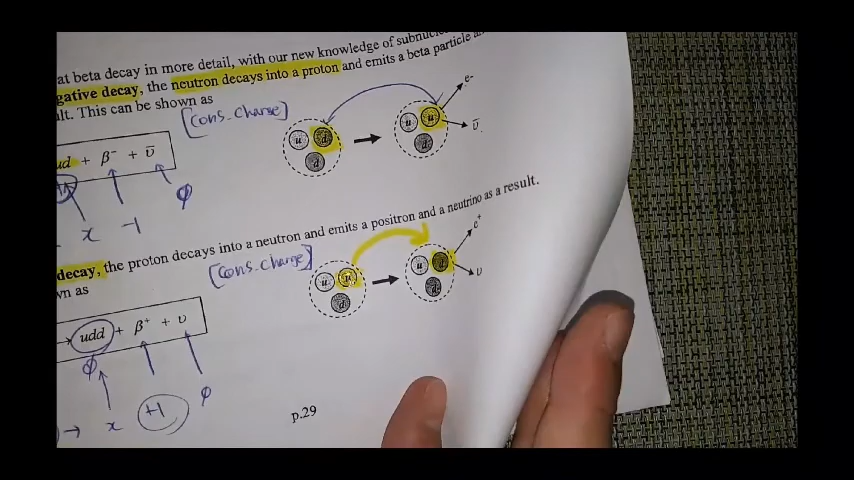 at beta decay in more detail, with our new knowledge of
gative decay, the neutron decays into a proton and emits a beta particle
lt. This can be shown as
[cons. charge]
ud + β⁻ + ῡ
x -1 φ
u d d
u u d
e-
ῡ
decay, the proton decays into a neutron and emits a positron and a neutrino as a result.
wn as
[cons. charge]
→ udd + β⁺ + υ
φ
→ x +1 φ
u u d
u d d
e+
υ
p.29